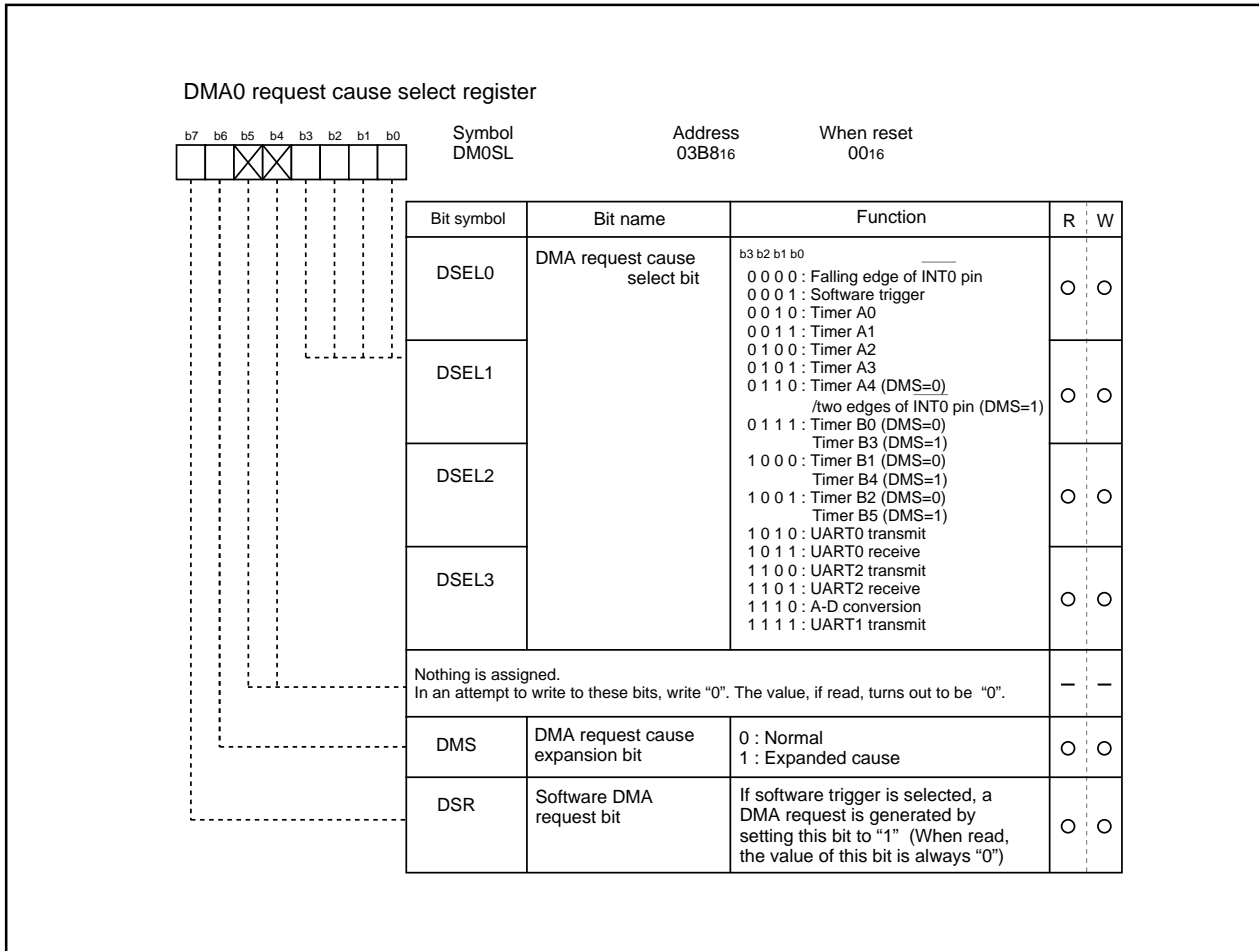 DMA0 request cause select register
b7 b6 b5 b4 b3 b2 b1 b0
Symbol Address When reset
DM0SL 03B816 0016
Bit symbol Bit name Function R W
DSEL0
DMA request cause
select bit
b3 b2 b1 b0
0 0 0 0 : Falling edge of INT0 pin
0 0 0 1 : Software trigger
0 0 1 0 : Timer A0
0 0 1 1 : Timer A1
0 1 0 0 : Timer A2
0 1 0 1 : Timer A3
0 1 1 0 : Timer A4 (DMS=0)
/two edges of INT0 pin (DMS=1)
0 1 1 1 : Timer B0 (DMS=0)
Timer B3 (DMS=1)
1 0 0 0 : Timer B1 (DMS=0)
Timer B4 (DMS=1)
1 0 0 1 : Timer B2 (DMS=0)
Timer B5 (DMS=1)
1 0 1 0 : UART0 transmit
1 0 1 1 : UART0 receive
1 1 0 0 : UART2 transmit
1 1 0 1 : UART2 receive
1 1 1 0 : A-D conversion
1 1 1 1 : UART1 transmit
DSEL1
DSEL2
DSEL3
Nothing is assigned.
In an attempt to write to these bits, write “0”. The value, if read, turns out to be “0”.
DMS
DMA request cause
expansion bit
0 : Normal
1 : Expanded cause
DSR
Software DMA
request bit
If software trigger is selected, a
DMA request is generated by
setting this bit to “1” (When read,
the value of this bit is always “0”)